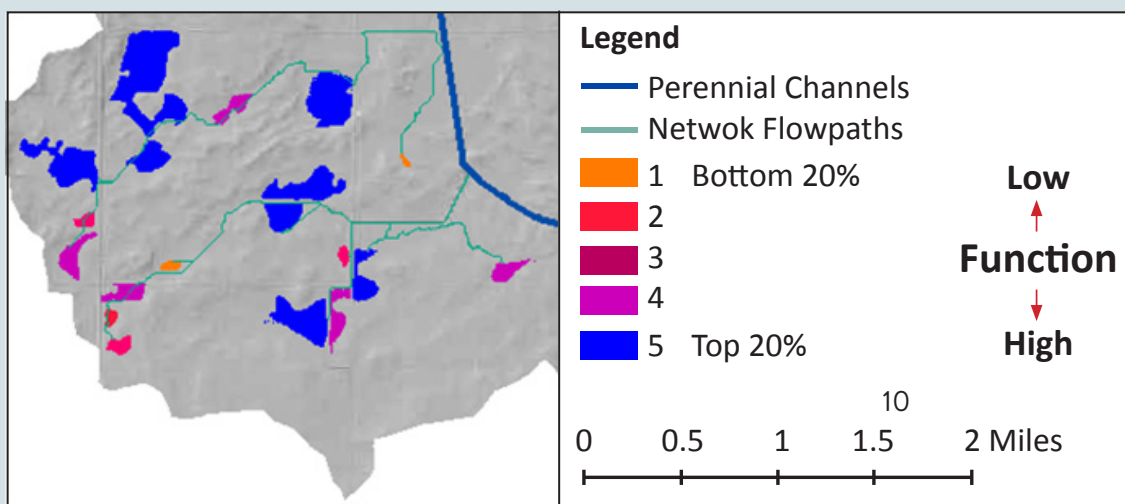 Legend
Perennial Channels
Netwok Flowpaths
1 Bottom 20%
2
3
4
5 Top 20%
Low
Function
High
10
0 0.5 1 1.5 2 Miles